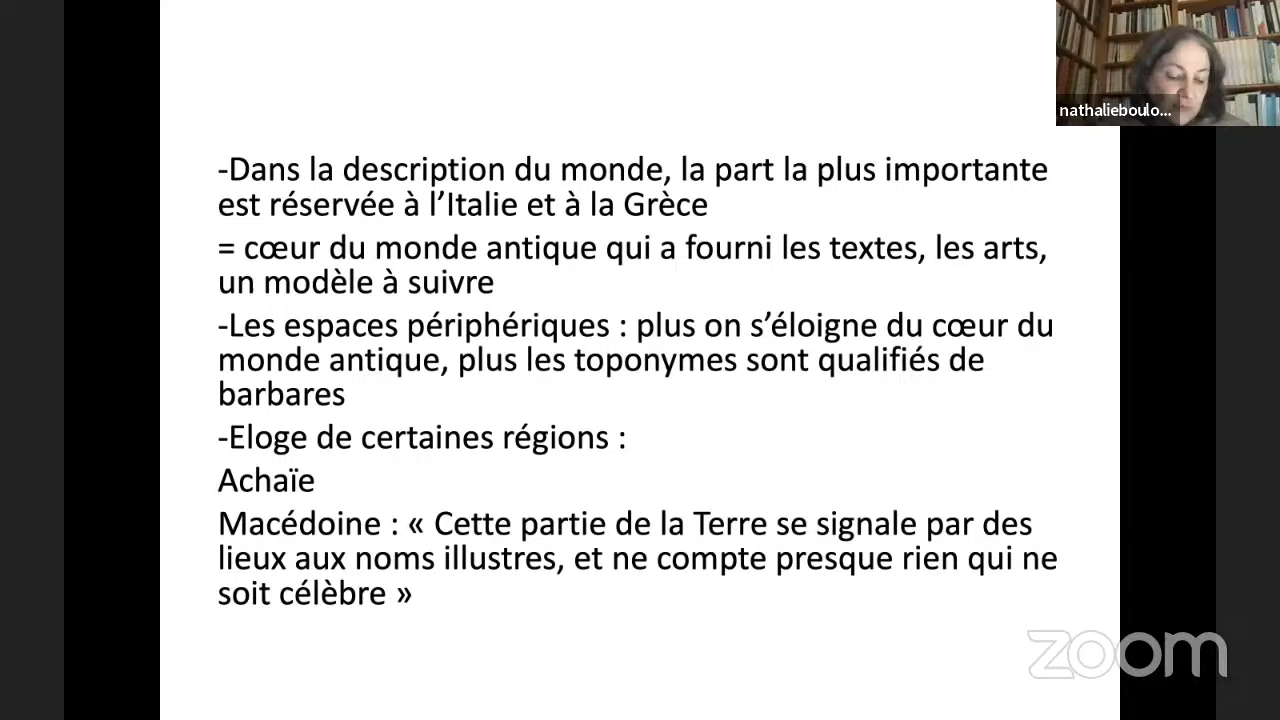 nathalieboulo...
-Dans la description du monde, la part la plus importante
est réservée à l’Italie et à la Grèce
= cœur du monde antique qui a fourni les textes, les arts,
un modèle à suivre
-Les espaces périphériques : plus on s’éloigne du cœur du
monde antique, plus les toponymes sont qualifiés de
barbares
-Eloge de certaines régions :
Achaïe
Macédoine : « Cette partie de la Terre se signale par des
lieux aux noms illustres, et ne compte presque rien qui ne
soit célèbre »
zoom